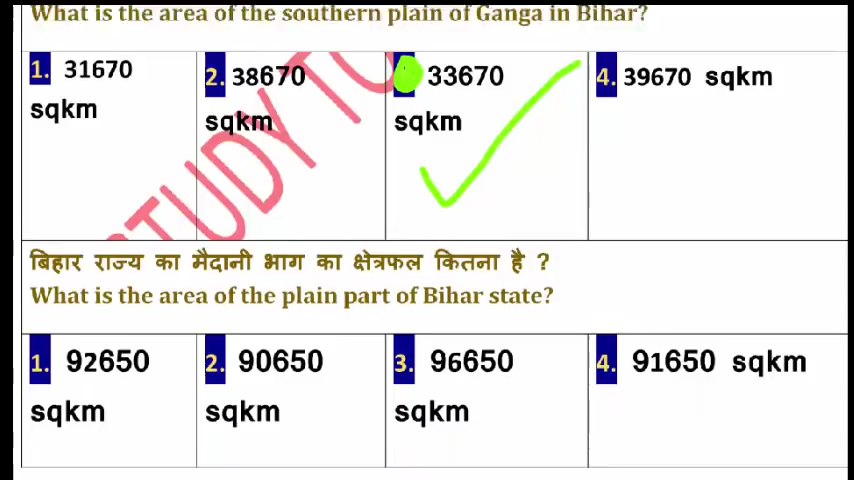 What is the area of the southern plain of Ganga in Bihar?
1. 31670 sqkm
2. 38670 sqkm
33670 sqkm
4. 39670 sqkm
STUDY TO
बिहार राज्य का मैदानी भाग का क्षेत्रफल कितना है ?
What is the area of the plain part of Bihar state?
1. 92650 sqkm
2. 90650 sqkm
3. 96650 sqkm
4. 91650 sqkm